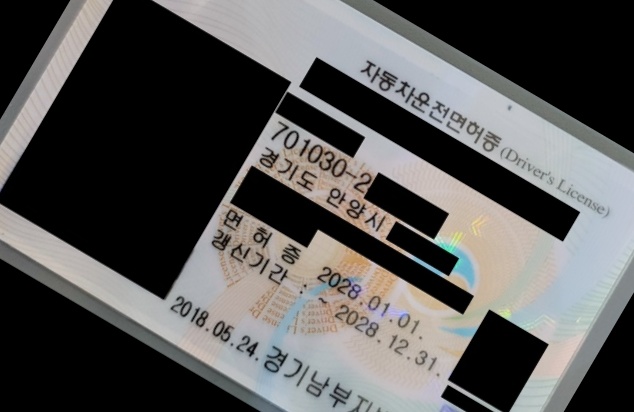 자동차운전면허증 (Driver's License)
701030-2
경기도 안양시
면 허 증
갱신기간 : 2028.01.01.
~ 2028.12.31.
2018.05.24. 경기남부지